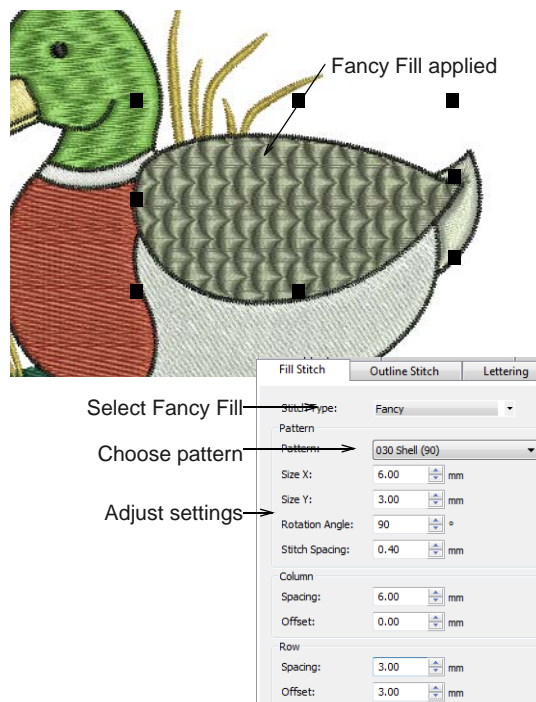 Fancy Fill applied
Fill Stitch
Outline Stitch
Lettering
Select Fancy Fill
Stitch Type:
Fancy
Pattern
Choose pattern
Pattern:
030 Shell (90)
Size X:
6.00
mm
Size Y:
3.00
mm
Adjust settings
Rotation Angle:
90
°
Stitch Spacing:
0.40
mm
Column
Spacing:
6.00
mm
Offset:
0.00
mm
Row
Spacing:
3.00
mm
Offset:
3.00
mm